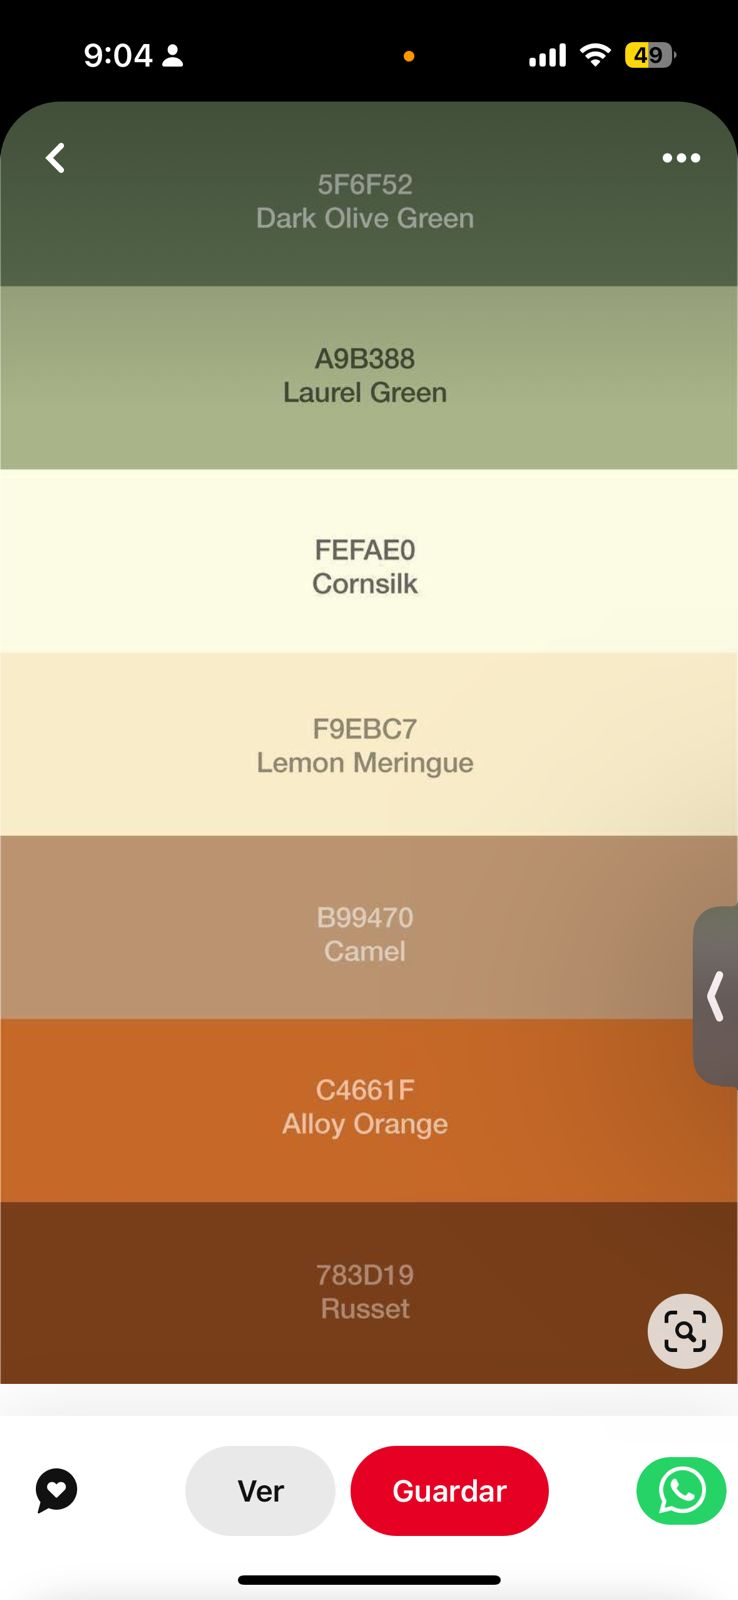 9:04
49
5F6F52
Dark Olive Green
A9B388
Laurel Green
FEFAE0
Cornsilk
F9EBC7
Lemon Meringue
B99470
Camel
C4661F
Alloy Orange
783D19
Russet
Ver
Guardar